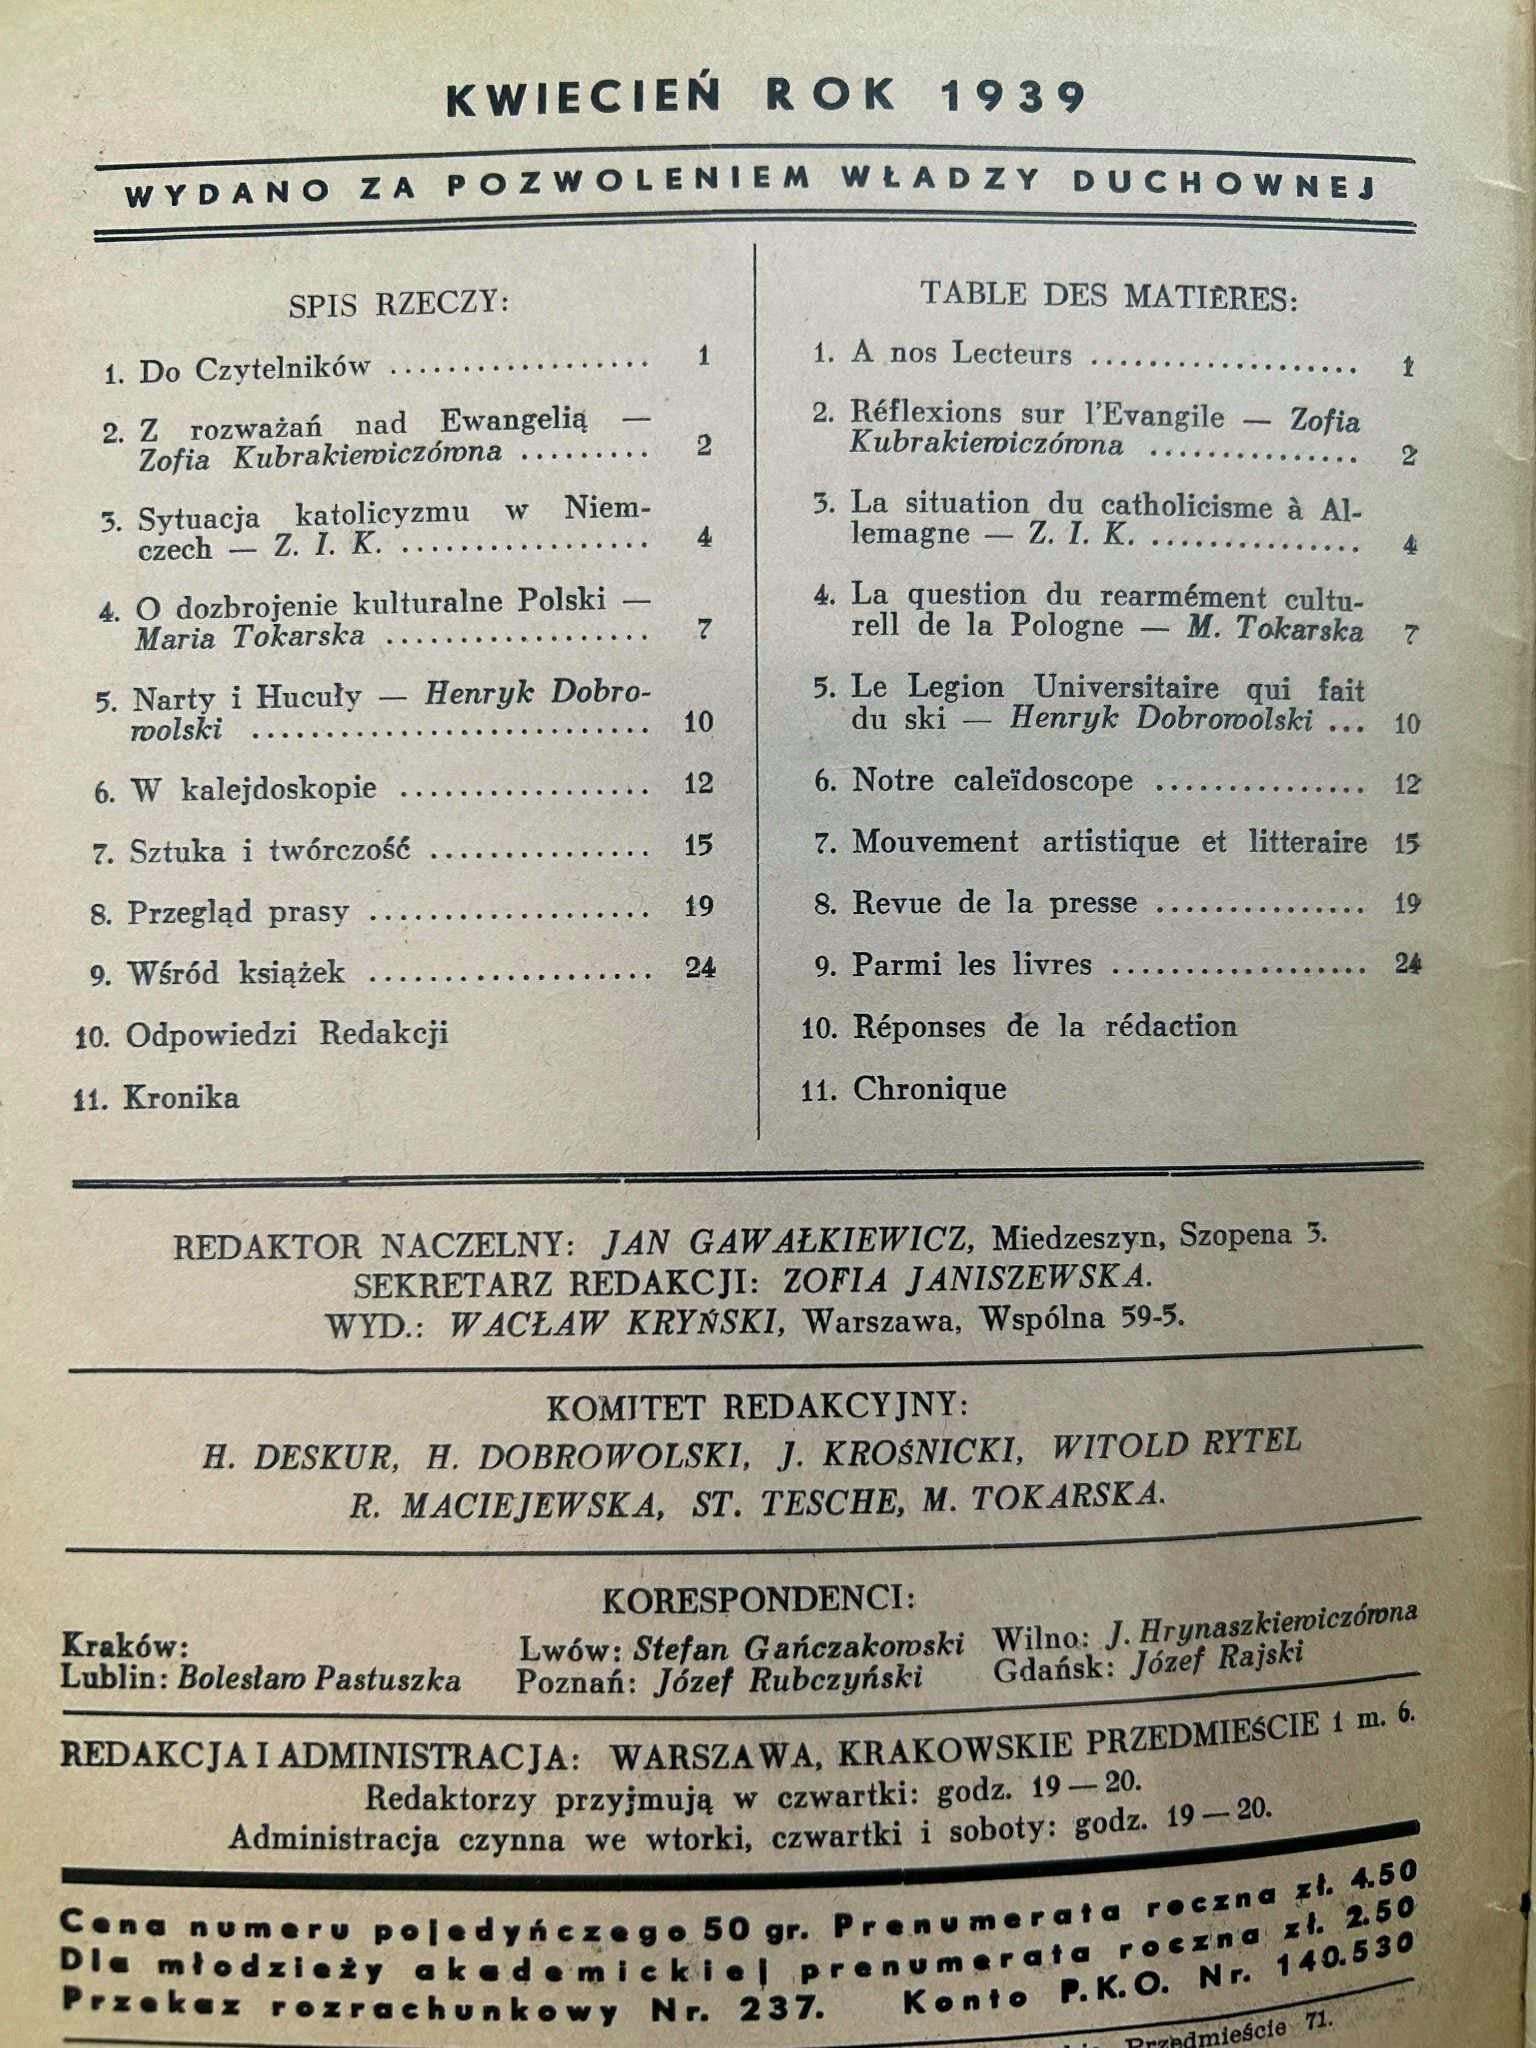 KWIECIEŃ ROK 1939
WYDANO ZA POZWOLENIEM WŁADZY DUCHOWNEJ
SPIS RZECZY:
1. Do Czytelników .................. 1
2. Z rozważań nad Ewangelią —
Zofia Kubrakiewiczówna ......... 2
3. Sytuacja katolicyzmu w Niem-
czech — Z. I. K. ................. 4
4. O dozbrojenie kulturalne Polski —
Maria Tokarska .................. 7
5. Narty i Hucuły — Henryk Dobro-
wolski ........................... 10
6. W kalejdoskopie ................. 12
7. Sztuka i twórczość ............... 15
8. Przegląd prasy ................... 19
9. Wśród książek ................... 24
10. Odpowiedzi Redakcji
11. Kronika
TABLE DES MATIÈRES:
1. A nos Lecteurs ................... 1
2. Réflexions sur l'Evangile — Zofia
Kubrakiewiczówna ............... 2
3. La situation du catholicisme à Al-
lemagne — Z. I. K. ............... 4
4. La question du rearmément cultu-
rell de la Pologne — M. Tokarska 7
5. Le Legion Universitaire qui fait
du ski — Henryk Dobrowolski ... 10
6. Notre caleïdoscope ............... 12
7. Mouvement artistique et litteraire 15
8. Revue de la presse ............... 19
9. Parmi les livres .................. 24
10. Réponses de la rédaction
11. Chronique
REDAKTOR NACZELNY: JAN GAWAŁKIEWICZ, Miedzeszyn, Szopena 3.
SEKRETARZ REDAKCJI: ZOFIA JANISZEWSKA.
WYD.: WACŁAW KRYŃSKI, Warszawa, Wspólna 59-5.
KOMITET REDAKCYJNY:
H. DESKUR, H. DOBROWOLSKI, J. KROŚNICKI, WITOLD RYTEL
R. MACIEJEWSKA, ST. TESCHE, M. TOKARSKA.
KORESPONDENCI:
Kraków:
Lublin: Bolesław Pastuszka
Lwów: Stefan Gańczakowski
Poznań: Józef Rubczyński
Wilno: J. Hrynaszkiewiczówna
Gdańsk: Józef Rajski
REDAKCJA I ADMINISTRACJA: WARSZAWA, KRAKOWSKIE PRZEDMIEŚCIE 1 m. 6.
Redaktorzy przyjmują w czwartki: godz. 19 — 20.
Administracja czynna we wtorki, czwartki i soboty: godz. 19 — 20.
Cena numeru pojedyńczego 50 gr. Prenumerata roczna zł. 4.50
Dla młodzieży akademickiej prenumerata roczna zł. 2.50
Przekaz rozrachunkowy Nr. 237. Konto P.K.O. Nr. 140.530
Przedmieście 71.